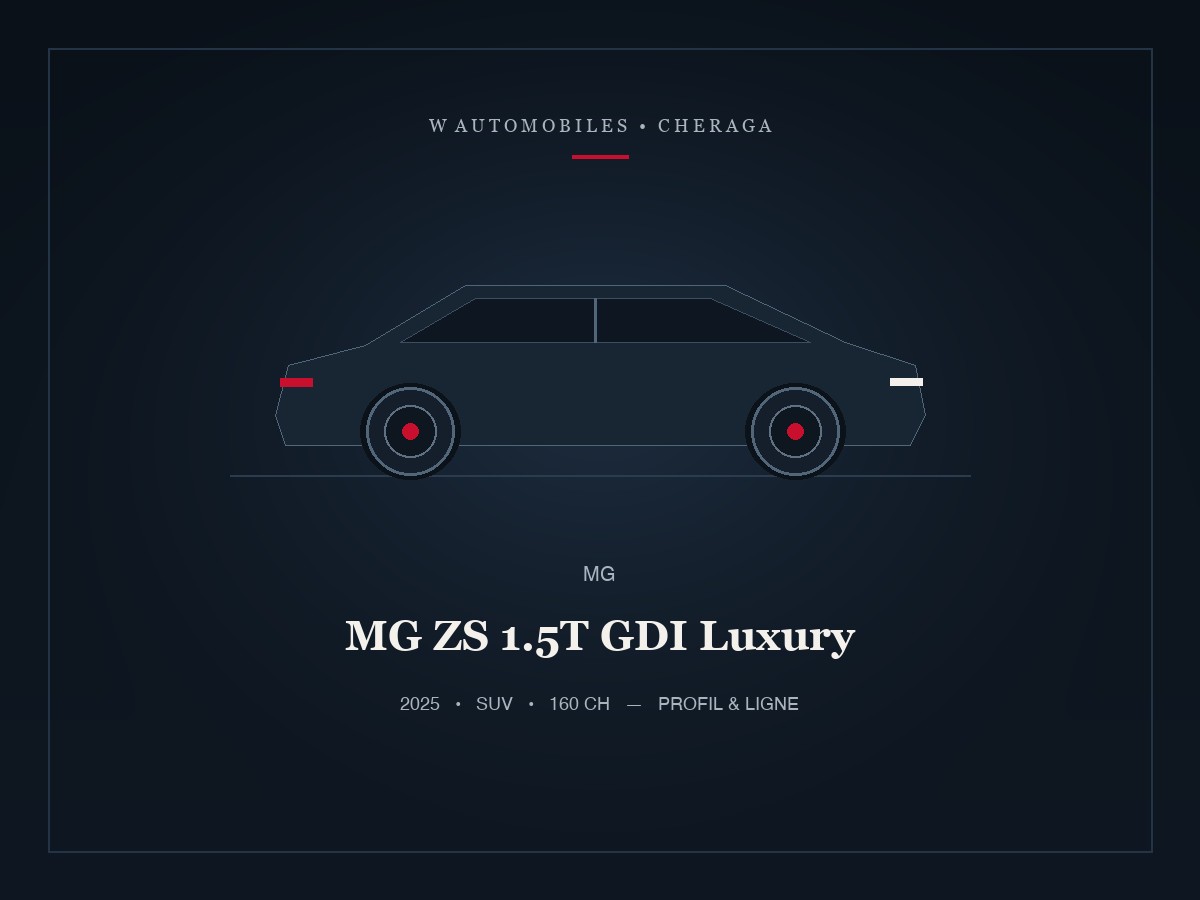 W AUTOMOBILES • CHERAGA
MG
MG ZS 1.5T GDI Luxury
2025 • SUV • 160 CH — PROFIL & LIGNE